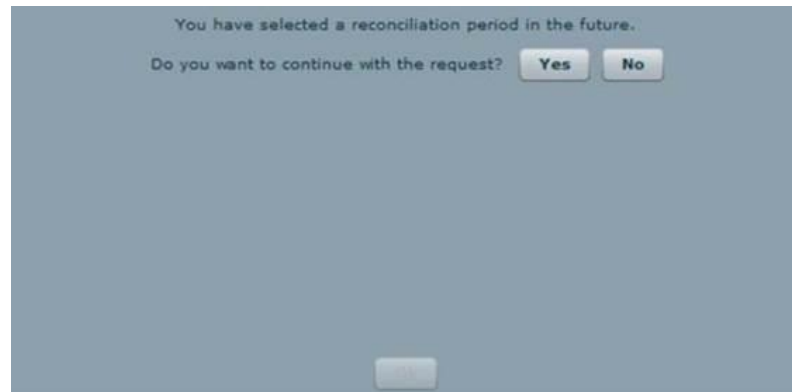 You have selected a reconciliation period in the future.
Do you want to continue with the request? Yes No